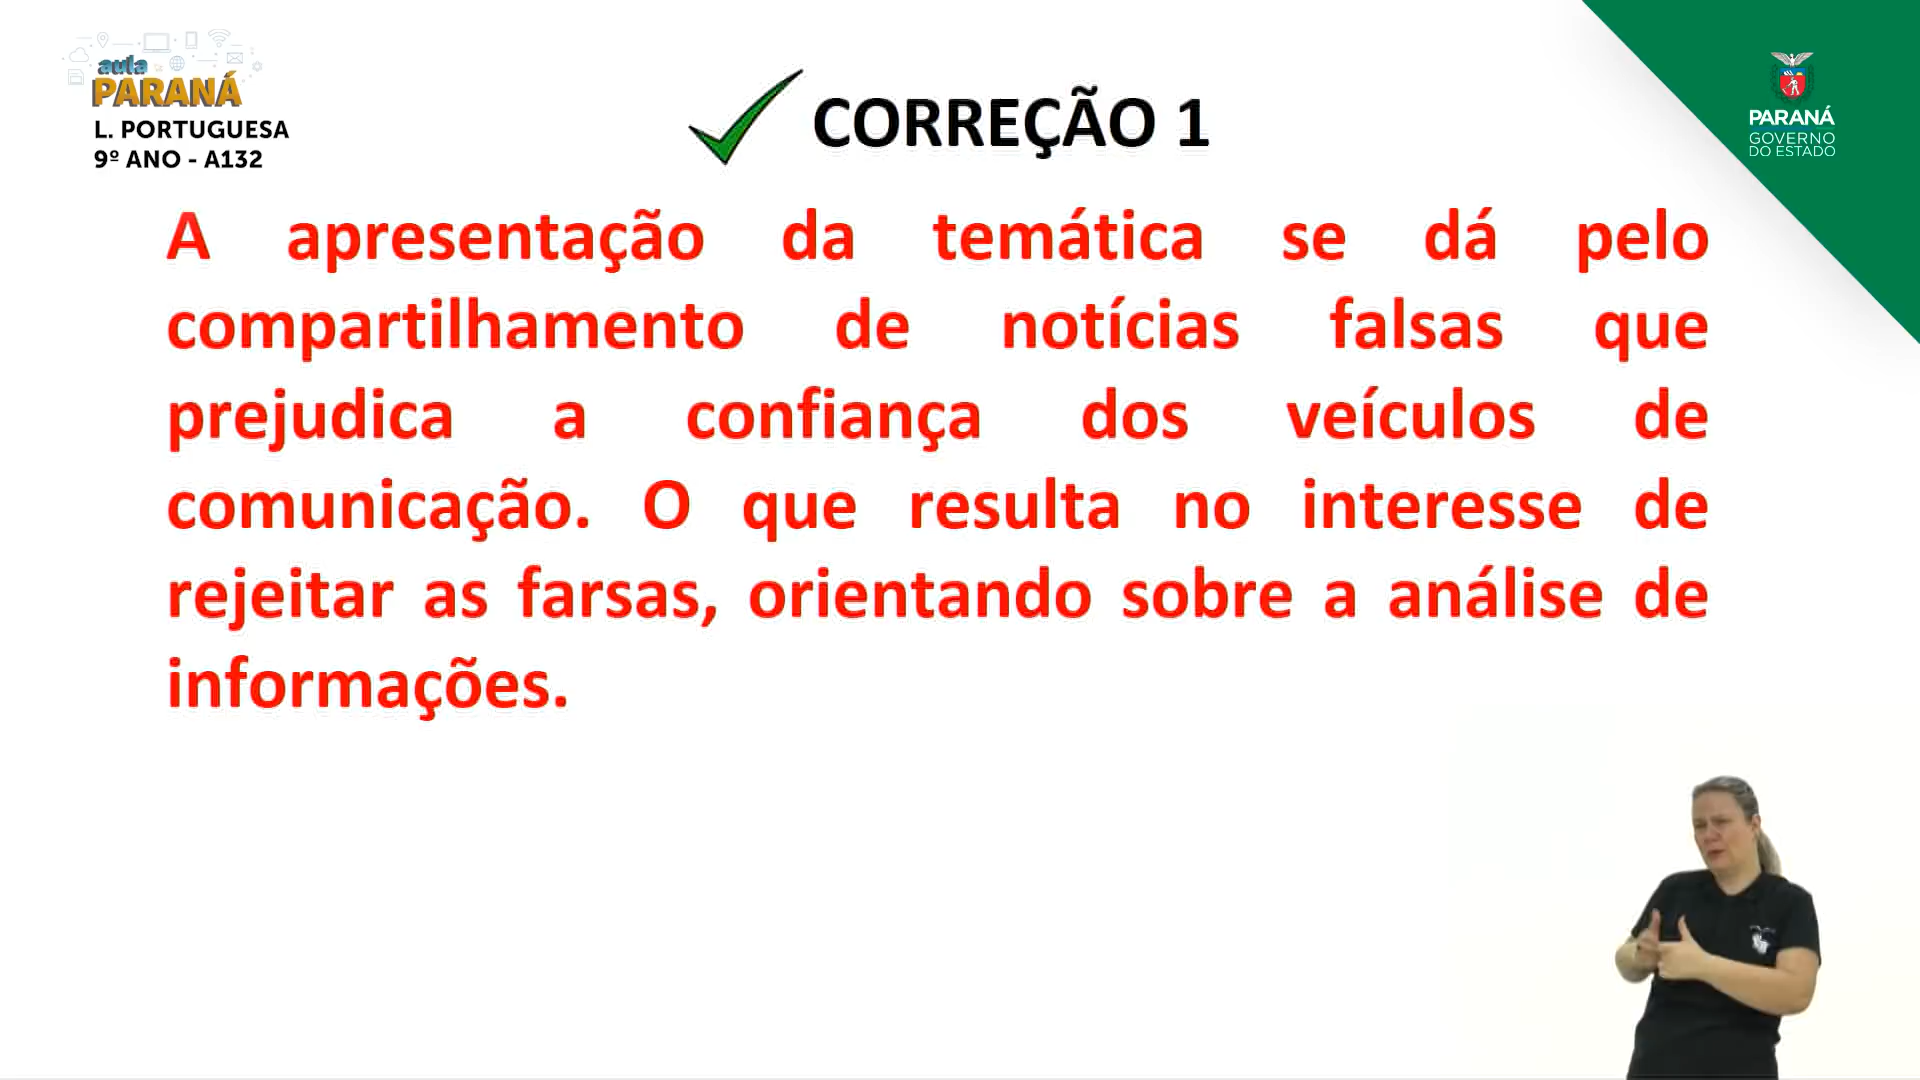 aula
PARANÁ
L. PORTUGUESA
9º ANO - A132
CORREÇÃO 1
PARANÁ
GOVERNO
DO ESTADO
A apresentação da temática se dá pelo
compartilhamento de notícias falsas que
prejudica a confiança dos veículos de
comunicação. O que resulta no interesse de
rejeitar as farsas, orientando sobre a análise de
informações.